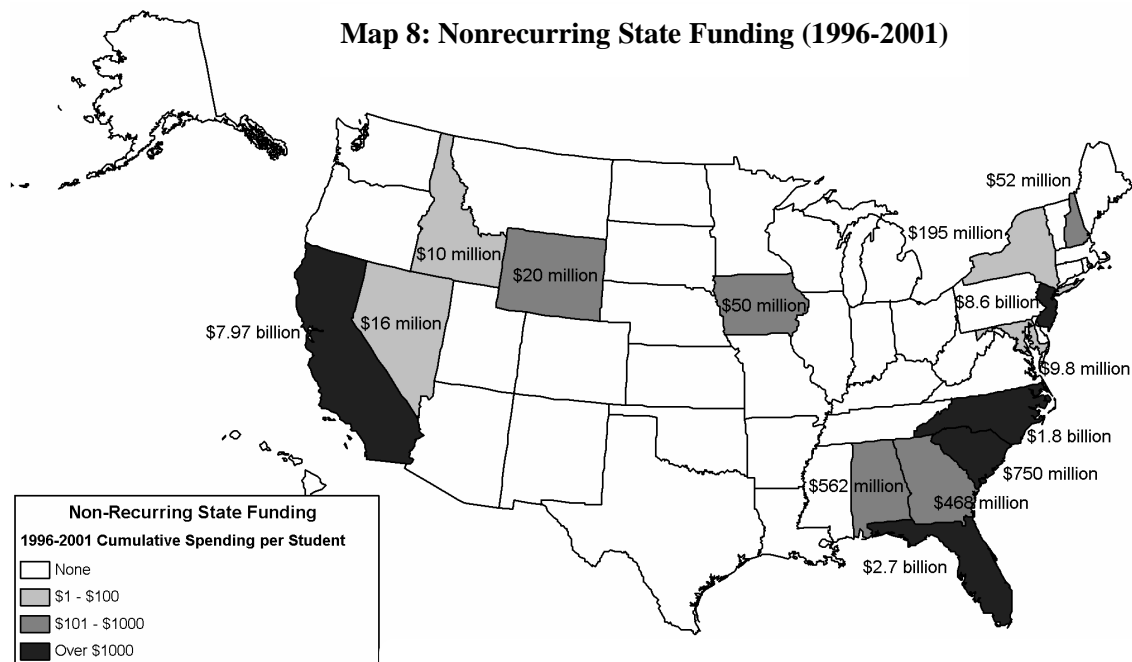 Map 8: Nonrecurring State Funding (1996-2001)
$52 million
$195 million
$10 million
$20 million
$50 million
$8.6 billion
$7.97 billion
$16 milion
$9.8 million
$1.8 billion
$750 million
$562 million
$468 million
$2.7 billion
Non-Recurring State Funding
1996-2001 Cumulative Spending per Student
None
$1 - $100
$101 - $1000
Over $1000